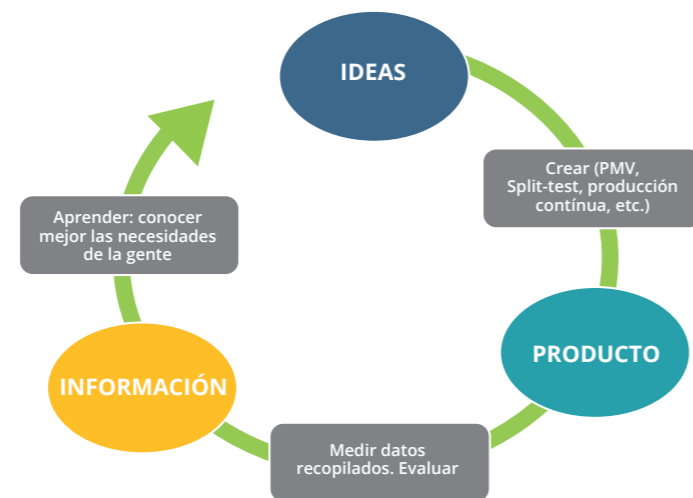 IDEAS
Crear (PMV,
Split-test, producción
contínua, etc.)
PRODUCTO
Medir datos
recopilados. Evaluar
INFORMACIÓN
Aprender: conocer
mejor las necesidades
de la gente